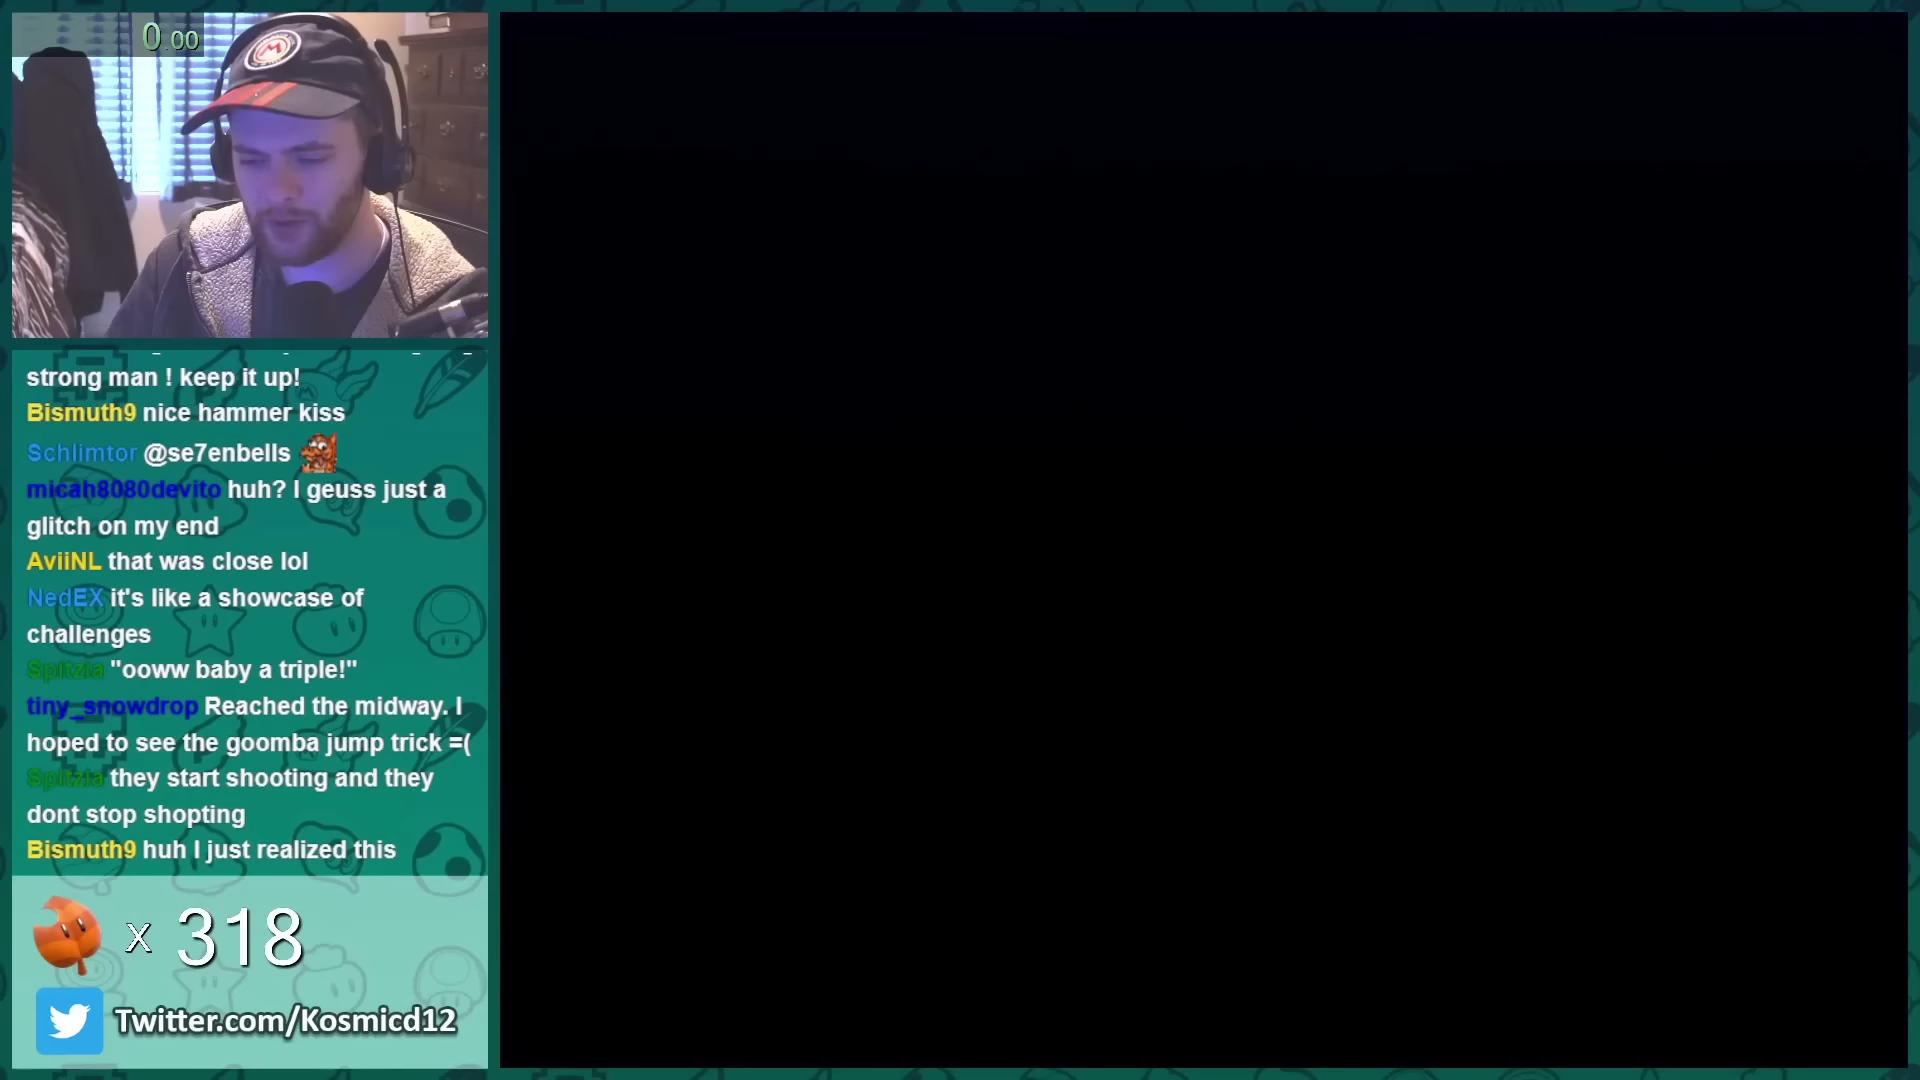 0.00
M
strong man ! keep it up!
Bismuth9 nice hammer kiss
Schlimtor @se7enbells
micah8080devito huh? I geuss just a
glitch on my end
AviiNL that was close lol
NedEX it's like a showcase of
challenges
Spitzla "ooww baby a triple!"
tiny_snowdrop Reached the midway. I
hoped to see the goomba jump trick =(
Spitzla they start shooting and they
dont stop shopting
Bismuth9 huh I just realized this
x 318
Twitter.com/Kosmicd12